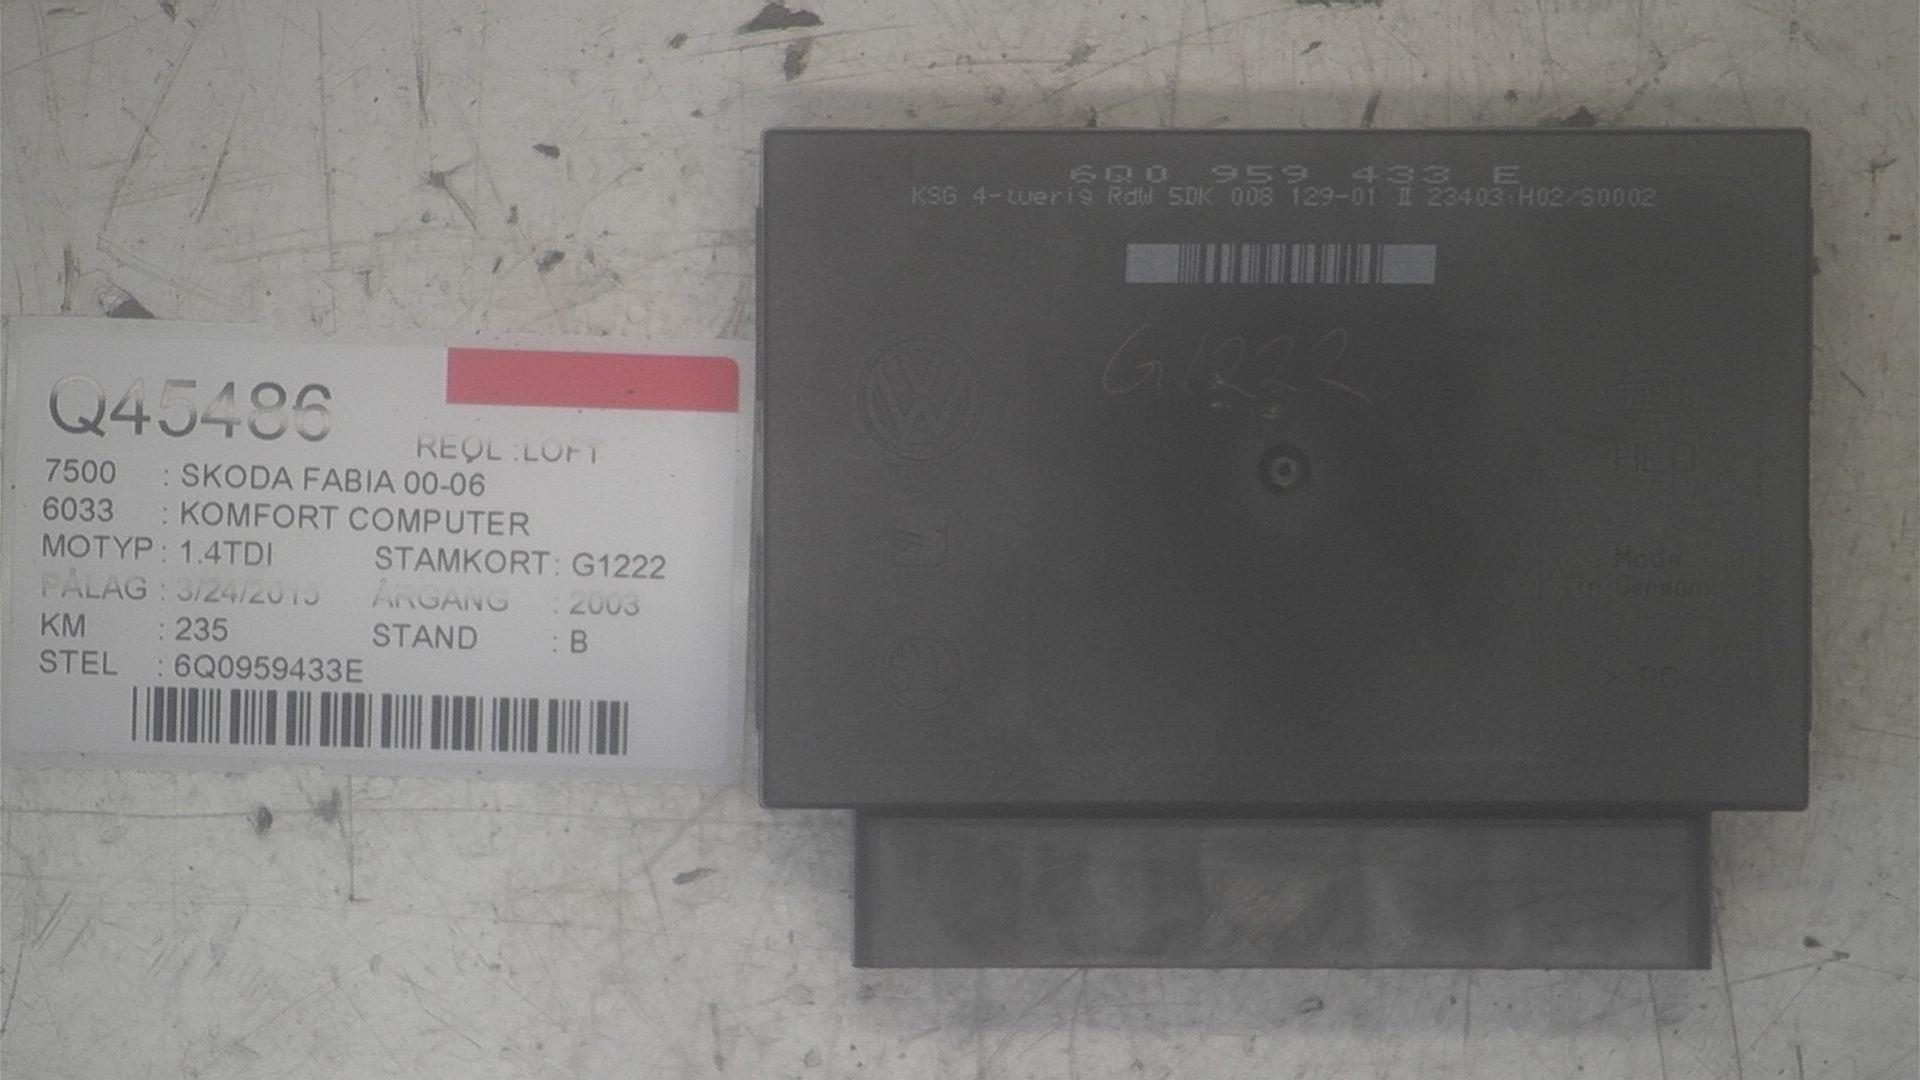 Q45486
REOL :LOFT
7500 : SKODA FABIA 00-06
6033 : KOMFORT COMPUTER
MOTYP : 1.4TDI STAMKORT : G1222
PÅLAG : 3/24/2015 ÅRGANG : 2003
KM : 235 STAND : B
STEL : 6Q0959433E
6Q0 959 433 E
KSG 4-tuerig RdW 5DK 008 129-01 II 23403:H02/S0002
G1222
Made
in Germany
> PC <